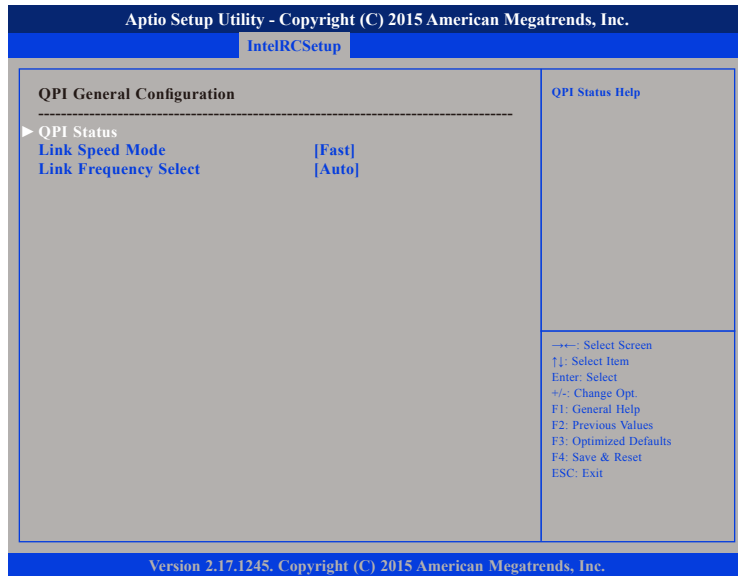 Aptio Setup Utility - Copyright (C) 2015 American Megatrends, Inc.
IntelRCSetup
QPI General Configuration
--------------------------------------------------------------------------------
► QPI Status
Link Speed Mode [Fast]
Link Frequency Select [Auto]
QPI Status Help
→←: Select Screen
↑↓: Select Item
Enter: Select
+/-: Change Opt.
F1: General Help
F2: Previous Values
F3: Optimized Defaults
F4: Save & Reset
ESC: Exit
Version 2.17.1245. Copyright (C) 2015 American Megatrends, Inc.